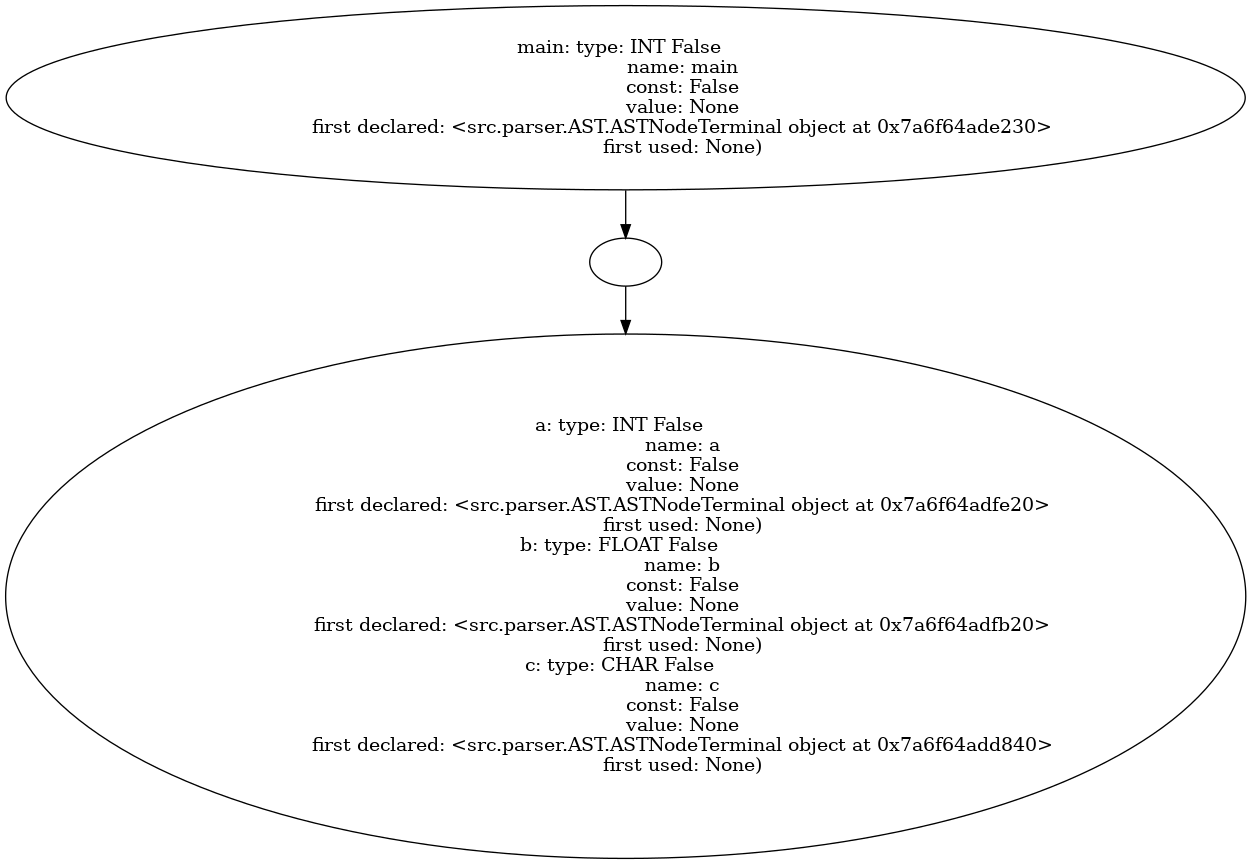 main: type: INT False
name: main
const: False
value: None
first declared: <src.parser.AST.ASTNodeTerminal object at 0x7a6f64ade230>
first used: None)
a: type: INT False
name: a
const: False
value: None
first declared: <src.parser.AST.ASTNodeTerminal object at 0x7a6f64adfe20>
first used: None)
b: type: FLOAT False
name: b
const: False
value: None
first declared: <src.parser.AST.ASTNodeTerminal object at 0x7a6f64adfb20>
first used: None)
c: type: CHAR False
name: c
const: False
value: None
first declared: <src.parser.AST.ASTNodeTerminal object at 0x7a6f64add840>
first used: None)